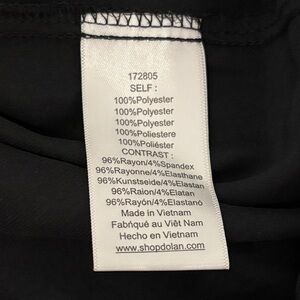 172805
SELF :
100%Polyester
100%Polyester
100%Polyester
100%Poliestere
100%Poliéster
CONTRAST :
96%Rayon/4%Spandex
96%Rayonne/4%Elasthane
96%Kunstseide/4%Elastan
96%Raion/4%Elatan
96%Rayón/4%Elastanó
Made in Vietnam
Fabriqué au Viêt Nam
Hecho en Vietnam
www.shopdolan.com